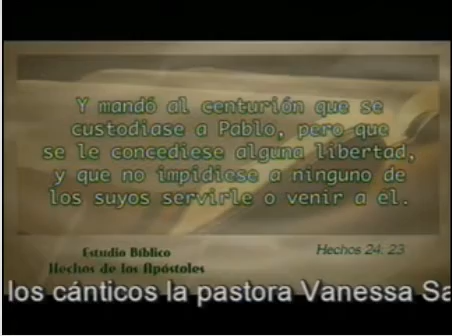 Y mandó al centurión que se
custodiase a Pablo, pero que
se le concediese alguna libertad,
y que no impidiese a ninguno de
los suyos servirle o venir a él.
Hechos 24: 23
Estudio Bíblico
Hechos de los Apóstoles
los cánticos la pastora Vanessa Sa